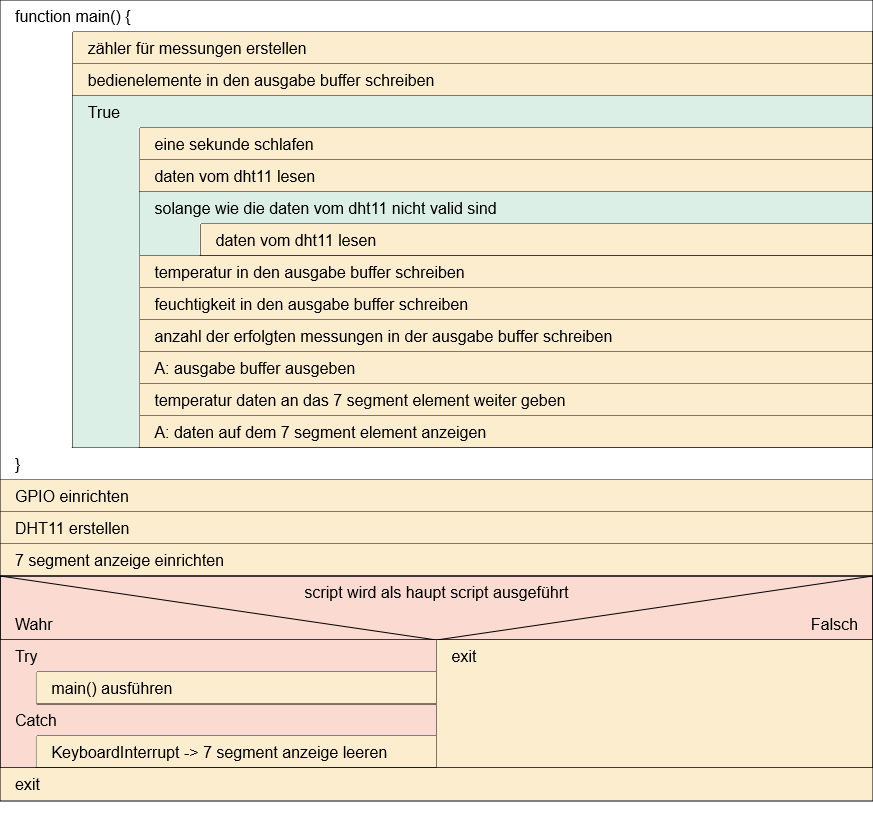 function main() {
zähler für messungen erstellen
bedienelemente in den ausgabe buffer schreiben
True
eine sekunde schlafen
daten vom dht11 lesen
solange wie die daten vom dht11 nicht valid sind
daten vom dht11 lesen
temperatur in den ausgabe buffer schreiben
feuchtigkeit in den ausgabe buffer schreiben
anzahl der erfolgten messungen in der ausgabe buffer schreiben
A: ausgabe buffer ausgeben
temperatur daten an das 7 segment element weiter geben
A: daten auf dem 7 segment element anzeigen
}
GPIO einrichten
DHT11 erstellen
7 segment anzeige einrichten
script wird als haupt script ausgeführt
Wahr
Falsch
Try
exit
main() ausführen
Catch
KeyboardInterrupt -> 7 segment anzeige leeren
exit